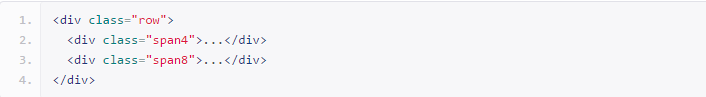 1. <div class="row">
2.   <div class="span4">...</div>
3.   <div class="span8">...</div>
4. </div>